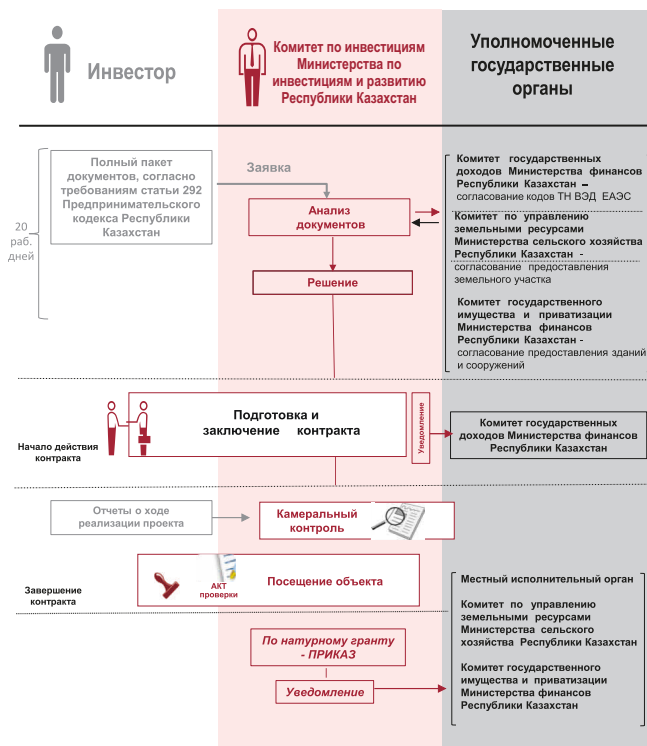 Инвестор
Комитет по инвестициям
Министерства по
инвестициям и развитию
Республики Казахстан
Уполномоченные
государственные
органы
20
раб.
дней
Полный пакет
документов, согласно
требованиям статьи 292
Предпринимательского
кодекса Республики
Казахстан
Заявка
Анализ
документов
Решение
Комитет государственных
доходов Министерства финансов
Республики Казахстан –
согласование кодов ТН ВЭД ЕАЭС
Комитет по управлению
земельными ресурсами
Министерства сельского хозяйства
Республики Казахстан -
согласование предоставления
земельного участка
Комитет государственного
имущества и приватизации
Министерства финансов
Республики Казахстан -
согласование предоставления зданий
и сооружений
Начало действия
контракта
Подготовка и
заключение контракта
Уведомление
Комитет государственных
доходов Министерства финансов
Республики Казахстан
Отчеты о ходе
реализации проекта
Камеральный
контроль
Завершение
контракта
АКТ
проверки
Посещение объекта
По натурному гранту
- ПРИКАЗ
Уведомление
Местный исполнительный орган
Комитет по управлению
земельными ресурсами
Министерства сельского
хозяйства Республики Казахстан
Комитет государственного
имущества и приватизации
Министерства финансов
Республики Казахстан